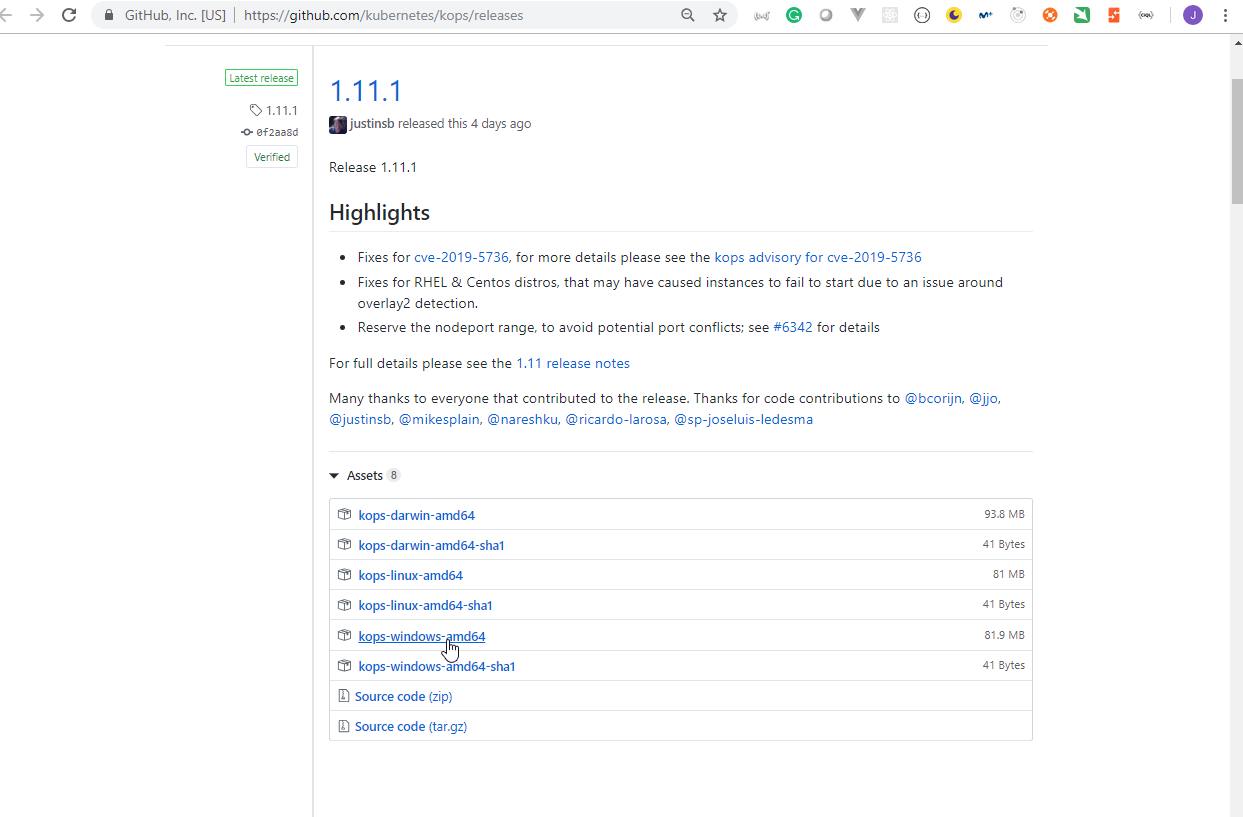 GitHub, Inc. [US] | https://github.com/kubernetes/kops/releases
J
Latest release
1.11.1
0f2aa8d
Verified
1.11.1
justinsb released this 4 days ago
Release 1.11.1
Highlights
Fixes for cve-2019-5736, for more details please see the kops advisory for cve-2019-5736
Fixes for RHEL & Centos distros, that may have caused instances to fail to start due to an issue around
overlay2 detection.
Reserve the nodeport range, to avoid potential port conflicts; see #6342 for details
For full details please see the 1.11 release notes
Many thanks to everyone that contributed to the release. Thanks for code contributions to @bcorijn, @jjo,
@justinsb, @mikesplain, @nareshku, @ricardo-larosa, @sp-joseluis-ledesma
Assets 8
kops-darwin-amd64 93.8 MB
kops-darwin-amd64-sha1 41 Bytes
kops-linux-amd64 81 MB
kops-linux-amd64-sha1 41 Bytes
kops-windows-amd64 81.9 MB
kops-windows-amd64-sha1 41 Bytes
Source code (zip)
Source code (tar.gz)